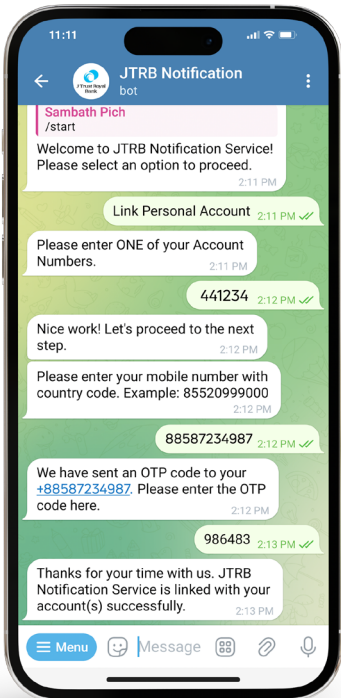 11:11
JTRB Notification
J Trust Royal
Bank
bot
Sambath Pich
/start
Welcome to JTRB Notification Service!
Please select an option to proceed.
2:11 PM
Link Personal Account 2:11 PM
Please enter ONE of your Account
Numbers.
2:11 PM
441234 2:12 PM
Nice work! Let's proceed to the next
step.
2:12 PM
Please enter your mobile number with
country code. Example: 85520999000
2:12 PM
88587234987 2:12 PM
We have sent an OTP code to your
+88587234987. Please enter the OTP
code here.
2:12 PM
986483 2:13 PM
Thanks for your time with us. JTRB
Notification Service is linked with your
account(s) successfully.
2:13 PM
Menu
Message